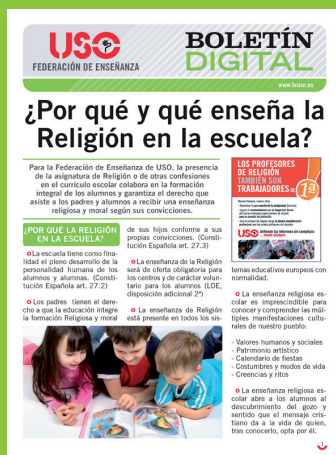 USO
FEDERACIÓN DE ENSEÑANZA
BOLETÍN
DIGITAL
www.feuso.es
¿Por qué y qué enseña la
Religión en la escuela?
Para la Federación de Enseñanza de USO, la presencia
de la asignatura de Religión o de otras confesiones
en el currículo escolar colabora en la formación
integral de los alumnos y garantiza el derecho que
asiste a los padres y alumnos a recibir una enseñanza
religiosa y moral según sus convicciones.
LOS PROFESORES
DE RELIGIÓN
TAMBIÉN SON
TRABAJADORES DE 1ª
USO
¿POR QUÉ LA RELIGIÓN
EN LA ESCUELA?
La escuela tiene como fina-
lidad el pleno desarrollo de la
personalidad humana de los
alumnos y alumnas. (Consti-
tución Española art. 27.2)
Los padres tienen el dere-
cho a que la educación integre
la formación Religiosa y moral
de sus hijos conforme a sus
propias convicciones. (Consti-
tución Española art. 27.3)
La enseñanza de la Religión
será de oferta obligatoria para
los centros y de carácter volun-
tario para los alumnos (LOE,
disposición adicional 2ª)
La enseñanza de Religión
está presente en todos los sis-
temas educativos europeos con
normalidad.
La enseñanza religiosa es-
colar es imprescindible para
conocer y comprender las múl-
tiples manifestaciones cultu-
rales de nuestro pueblo:
- Valores humanos y sociales
- Patrimonio artístico
- Calendario de fiestas
- Costumbres y modos de vida
- Creencias y ritos
La enseñanza religiosa es-
colar abre a los alumnos al
descubrimiento del gozo y
sentido que el mensaje cris-
tiano da a la vida de quien,
tras conocerlo, opta por él.